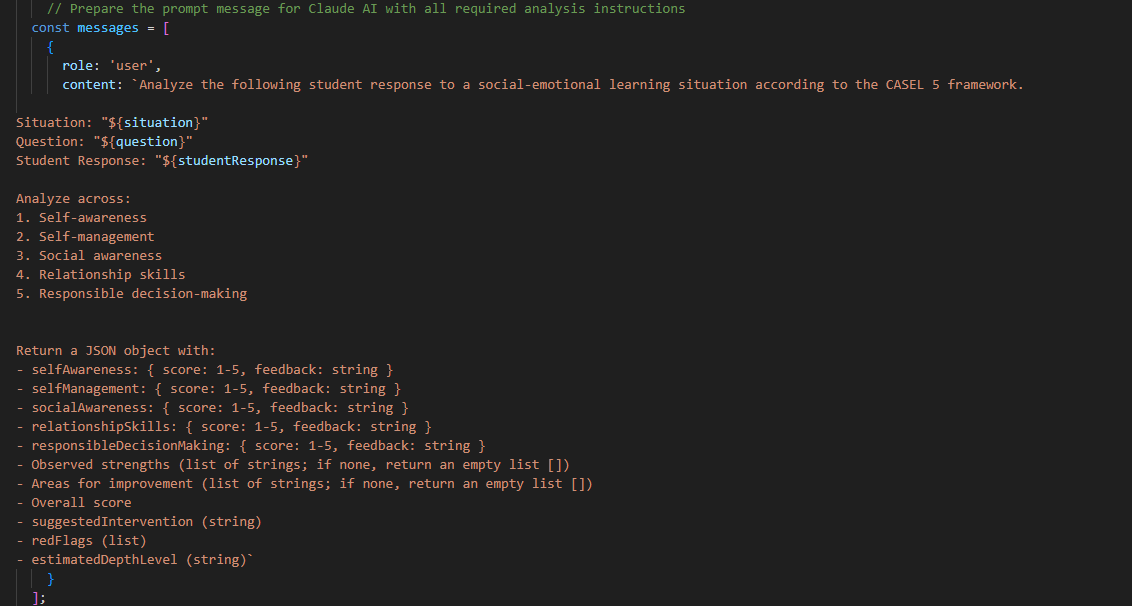 // Prepare the prompt message for Claude AI with all required analysis instructions
const messages = [
{
role: 'user',
content: `Analyze the following student response to a social-emotional learning situation according to the CASEL 5 framework.
Situation: "${situation}"
Question: "${question}"
Student Response: "${studentResponse}"
Analyze across:
1. Self-awareness
2. Self-management
3. Social awareness
4. Relationship skills
5. Responsible decision-making
Return a JSON object with:
- selfAwareness: { score: 1-5, feedback: string }
- selfManagement: { score: 1-5, feedback: string }
- socialAwareness: { score: 1-5, feedback: string }
- relationshipSkills: { score: 1-5, feedback: string }
- responsibleDecisionMaking: { score: 1-5, feedback: string }
- Observed strengths (list of strings; if none, return an empty list [])
- Areas for improvement (list of strings; if none, return an empty list [])
- Overall score
- suggestedIntervention (string)
- redFlags (list)
- estimatedDepthLevel (string)`
}
];